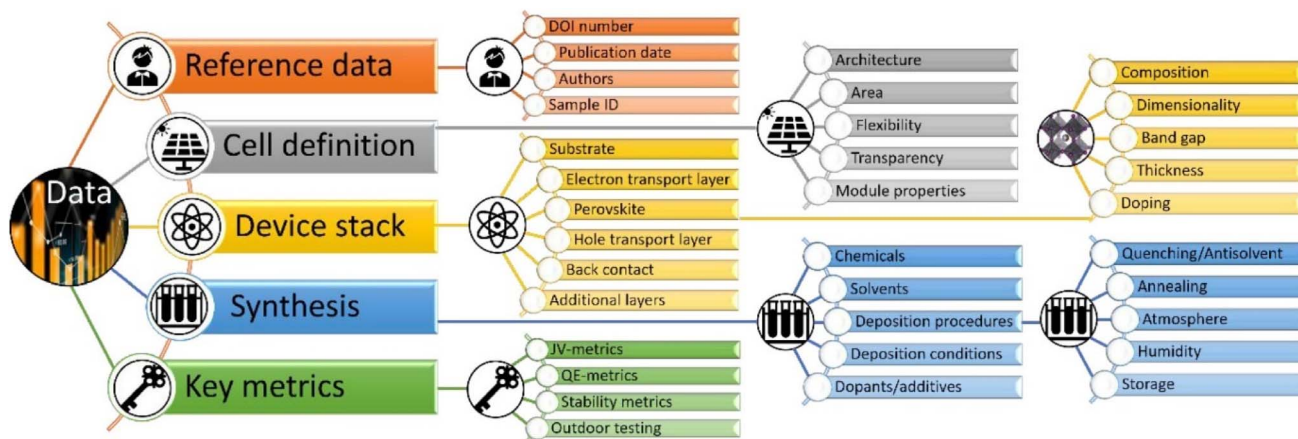 Data
Reference data
DOI number
Publication date
Authors
Sample ID
Cell definition
Architecture
Area
Flexibility
Transparency
Module properties
Device stack
Substrate
Electron transport layer
Perovskite
Hole transport layer
Back contact
Additional layers
Composition
Dimensionality
Band gap
Thickness
Doping
Synthesis
Chemicals
Solvents
Deposition procedures
Deposition conditions
Dopants/additives
Quenching/Antisolvent
Annealing
Atmosphere
Humidity
Storage
Key metrics
JV-metrics
QE-metrics
Stability metrics
Outdoor testing